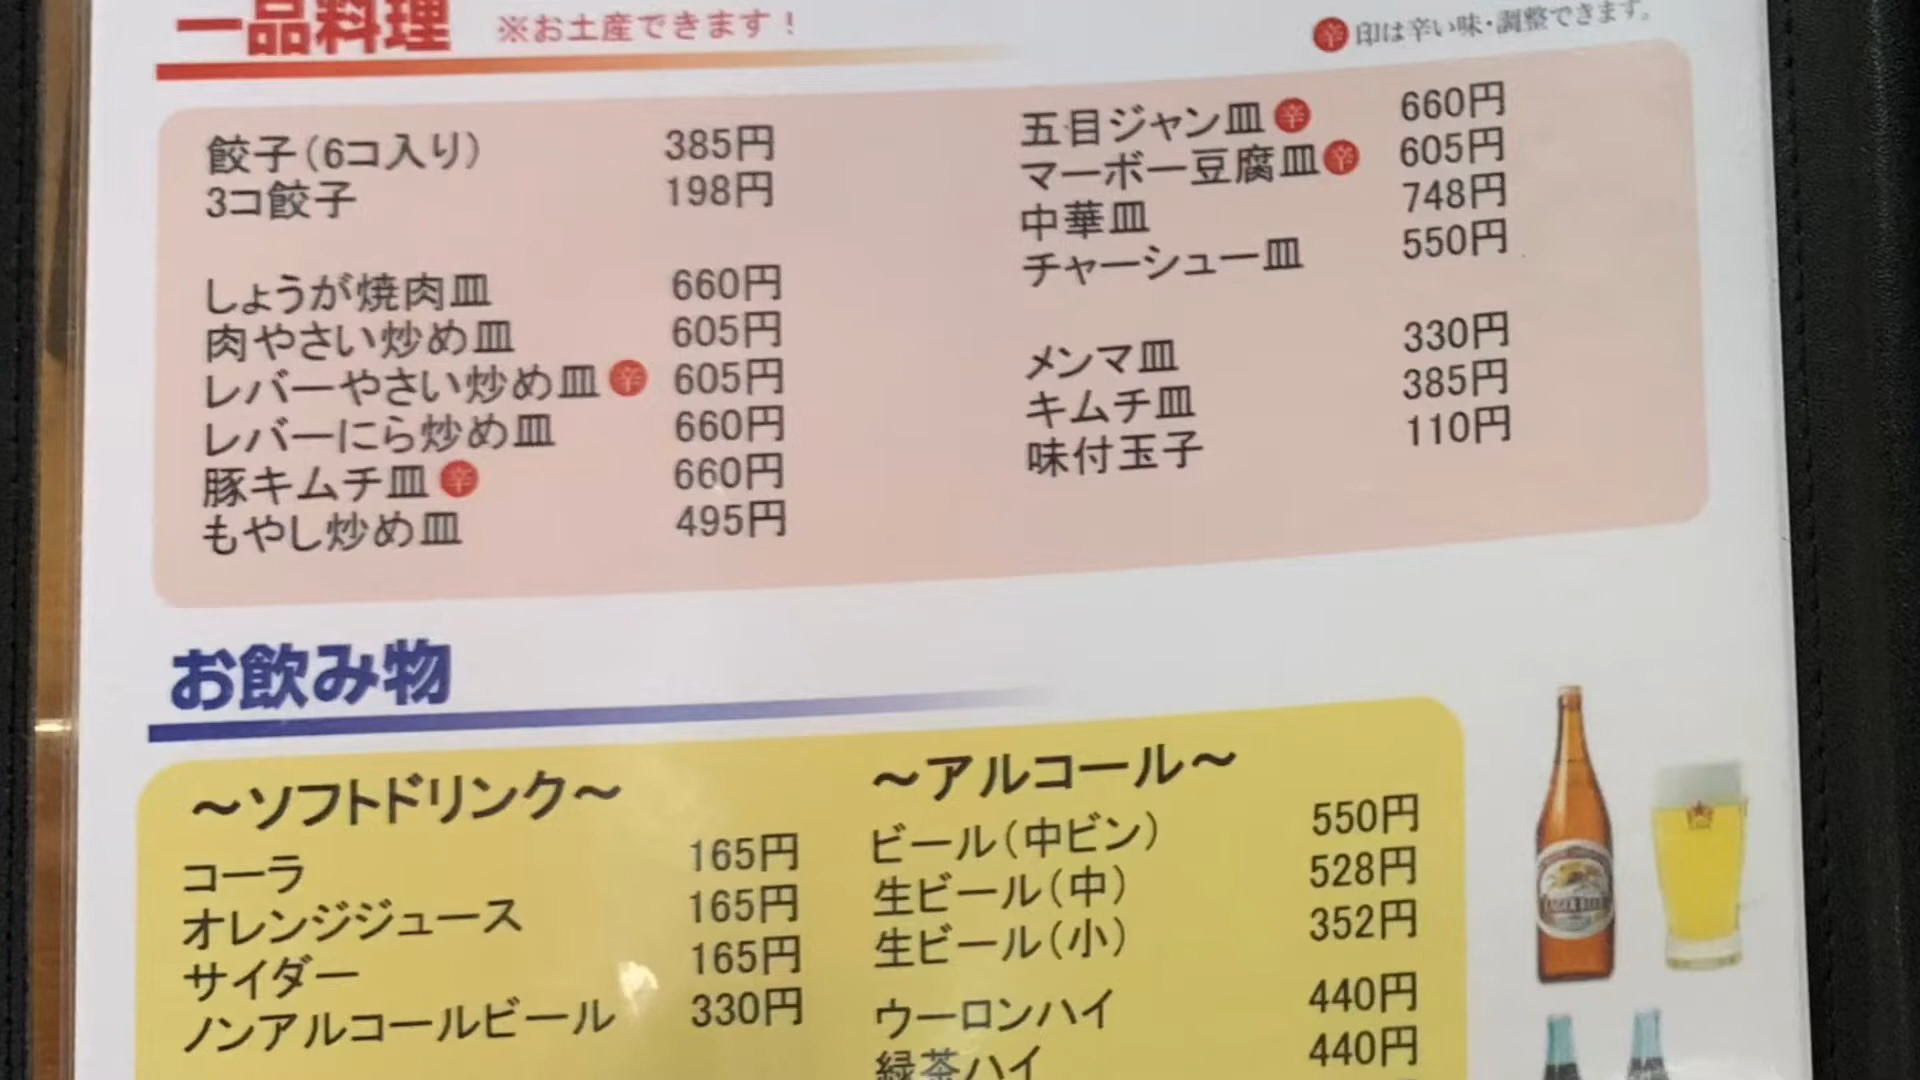 一品料理 ※お土産できます！
辛 印は辛い味・調整できます。
餃子（6コ入り） 385円
3コ餃子 198円
しょうが焼肉皿 660円
肉やさい炒め皿 605円
レバーやさい炒め皿 辛 605円
レバーにら炒め皿 660円
豚キムチ皿 辛 660円
もやし炒め皿 495円
五目ジャン皿 辛 660円
マーボー豆腐皿 辛 605円
中華皿 748円
チャーシュー皿 550円
メンマ皿 330円
キムチ皿 385円
味付玉子 110円
お飲み物
～ソフトドリンク～
コーラ 165円
オレンジジュース 165円
サイダー 165円
ノンアルコールビール 330円
～アルコール～
ビール（中ビン） 550円
生ビール（中） 528円
生ビール（小） 352円
ウーロンハイ 440円
緑茶ハイ 440円